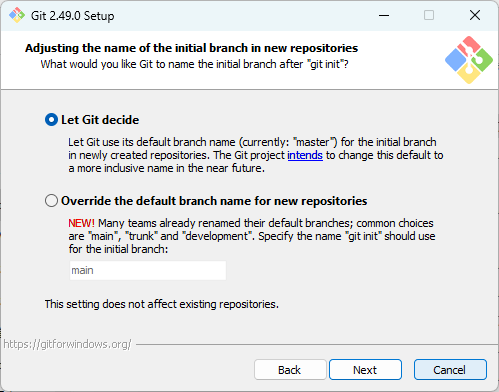 Git 2.49.0 Setup
Adjusting the name of the initial branch in new repositories
What would you like Git to name the initial branch after "git init"?
Let Git decide
Let Git use its default branch name (currently: "master") for the initial branch
in newly created repositories. The Git project intends to change this default to
a more inclusive name in the near future.
Override the default branch name for new repositories
NEW! Many teams already renamed their default branches; common choices
are "main", "trunk" and "development". Specify the name "git init" should use
for the initial branch:
main
This setting does not affect existing repositories.
https://gitforwindows.org/
Back Next Cancel